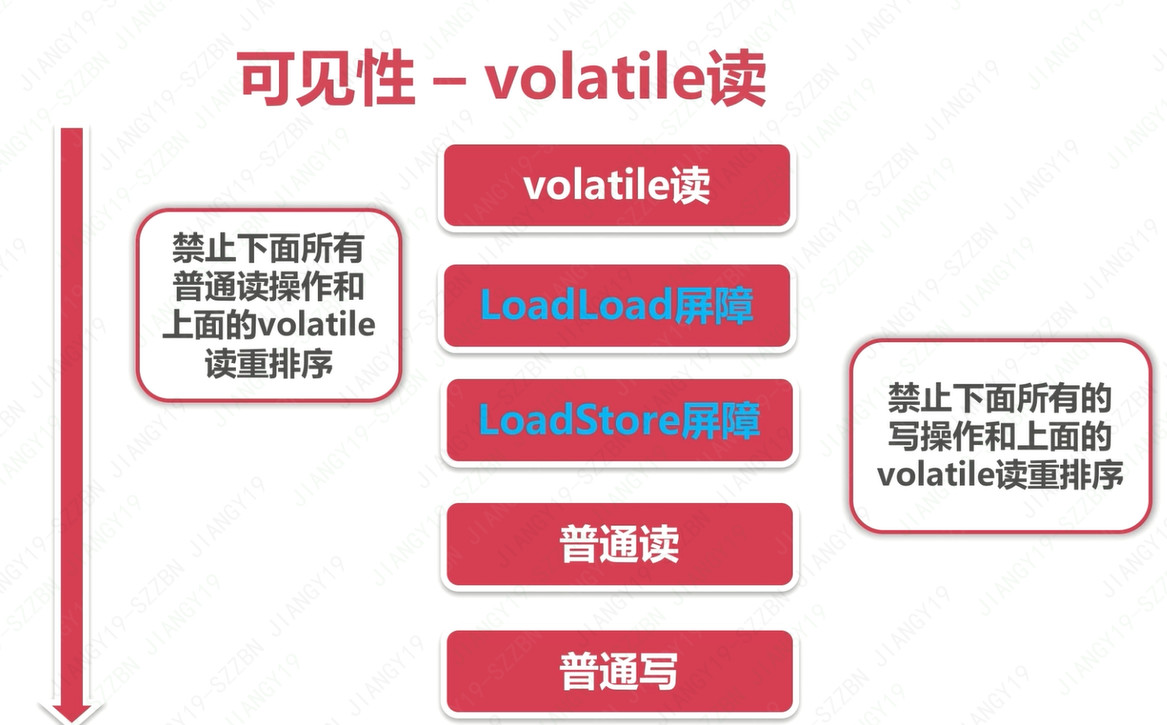 可见性 – volatile读
volatile读
禁止下面所有
普通读操作和
上面的volatile
读重排序
LoadLoad屏障
LoadStore屏障
禁止下面所有的
写操作和上面的
volatile读重排序
普通读
普通写
JIANGY19-SZZBN